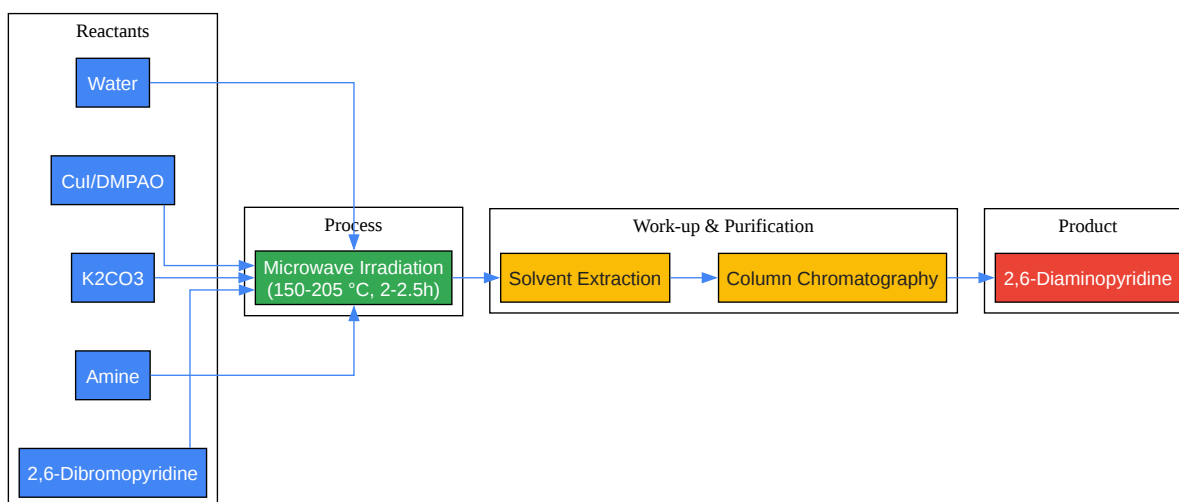 Reactants
Water
CuI/DMPAO
K2CO3
Amine
2,6-Dibromopyridine
Process
Microwave Irradiation
(150-205 °C, 2-2.5h)
Work-up & Purification
Solvent Extraction
Column Chromatography
Product
2,6-Diaminopyridine